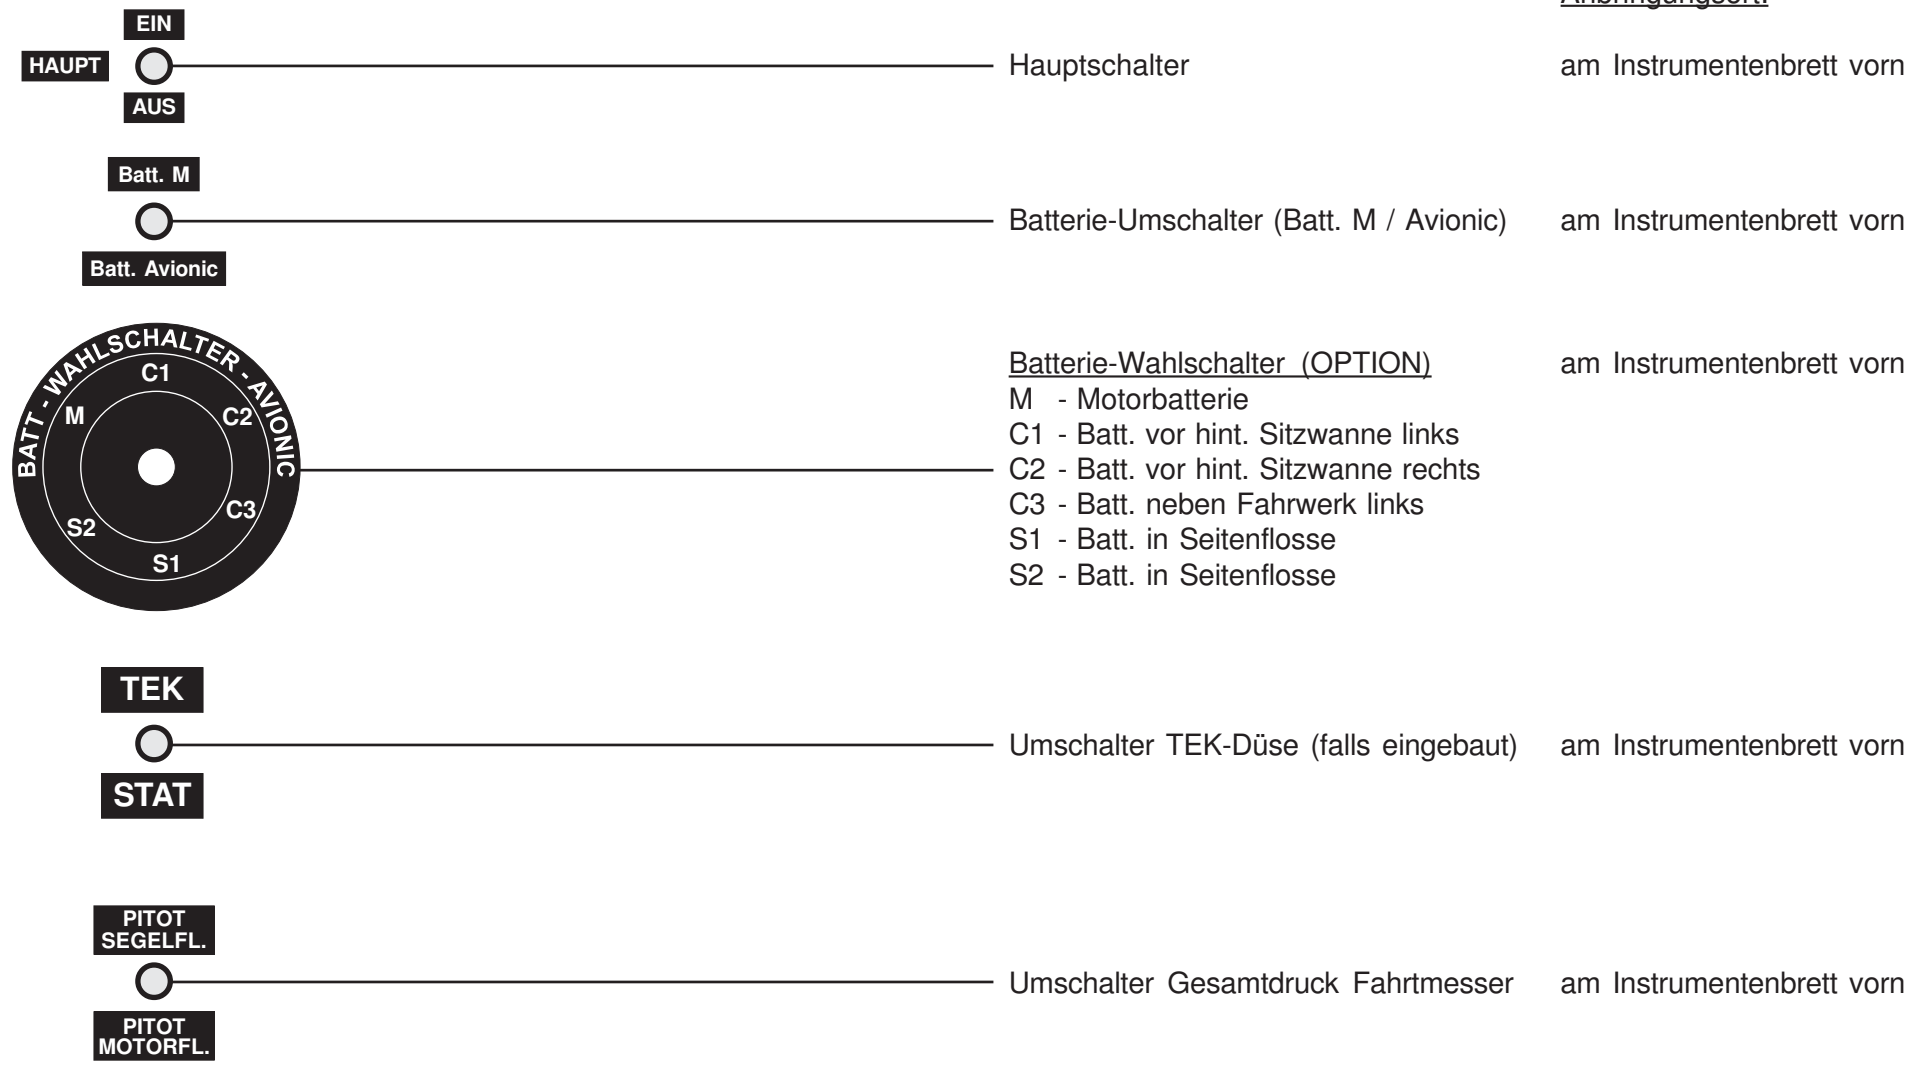 Anbringungsort:
EIN
HAUPT
AUS
Hauptschalter am Instrumentenbrett vorn
Batt. M
Batterie-Umschalter (Batt. M / Avionic) am Instrumentenbrett vorn
Batt. Avionic
BATT - WAHLSCHALTER - AVIONIC
C1
M
C2
C3
S2
S1
Batterie-Wahlschalter (OPTION) am Instrumentenbrett vorn
M - Motorbatterie
C1 - Batt. vor hint. Sitzwanne links
C2 - Batt. vor hint. Sitzwanne rechts
C3 - Batt. neben Fahrwerk links
S1 - Batt. in Seitenflosse
S2 - Batt. in Seitenflosse
TEK
Umschalter TEK-Düse (falls eingebaut) am Instrumentenbrett vorn
STAT
PITOT
SEGELFL.
Umschalter Gesamtdruck Fahrtmesser am Instrumentenbrett vorn
PITOT
MOTORFL.